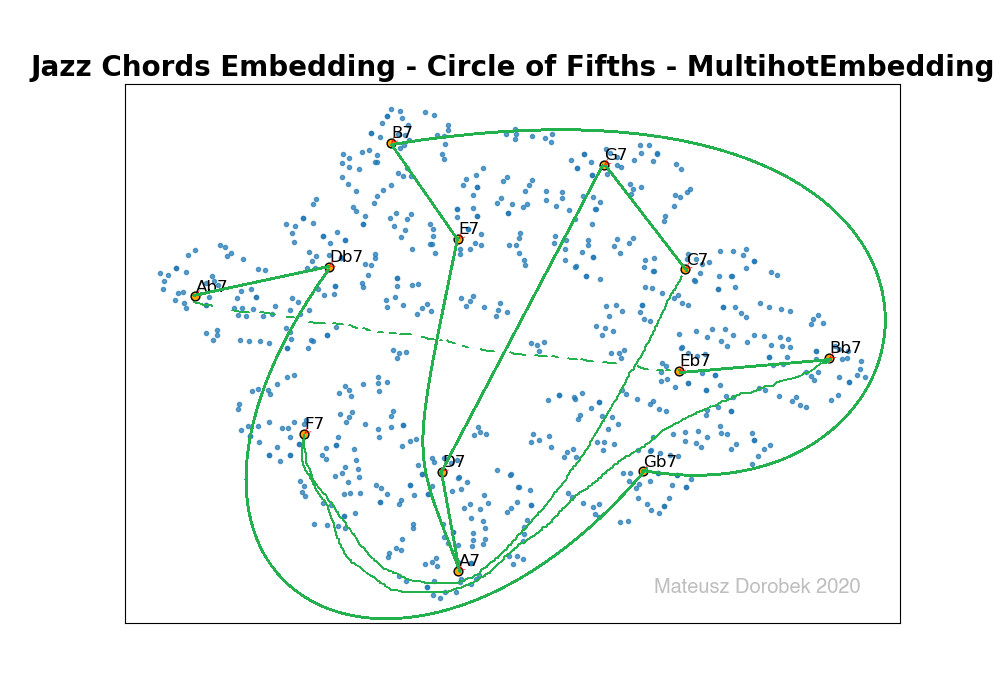 Jazz Chords Embedding - Circle of Fifths - MultihotEmbedding
B7
G7
E7
Db7
C7
Ab7
Bb7
Eb7
F7
D7
Gb7
A7
Mateusz Dorobek 2020